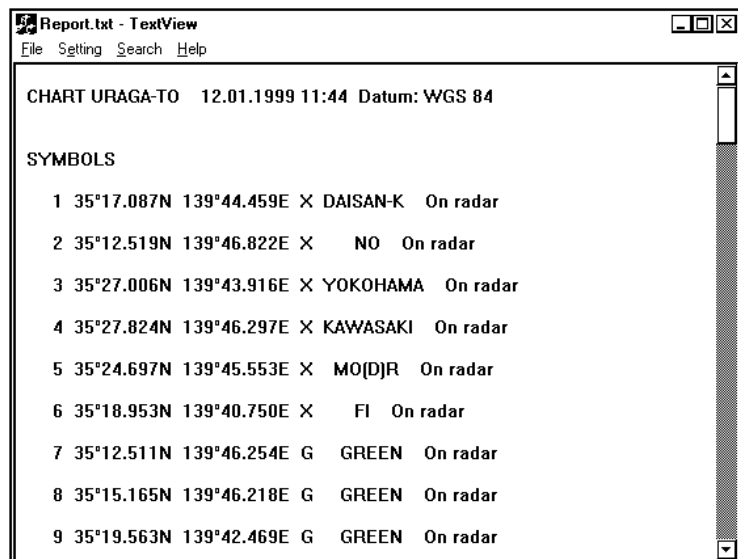 Report.txt - TextView
File Setting Search Help
CHART URAGA-TO 12.01.1999 11:44 Datum: WGS 84
SYMBOLS
1 35°17.087N 139°44.459E X DAISAN-K On radar
2 35°12.519N 139°46.822E X NO On radar
3 35°27.006N 139°43.916E X YOKOHAMA On radar
4 35°27.824N 139°46.297E X KAWASAKI On radar
5 35°24.697N 139°45.553E X MO(D)R On radar
6 35°18.953N 139°40.750E X FI On radar
7 35°12.511N 139°46.254E G GREEN On radar
8 35°15.165N 139°46.218E G GREEN On radar
9 35°19.563N 139°42.469E G GREEN On radar